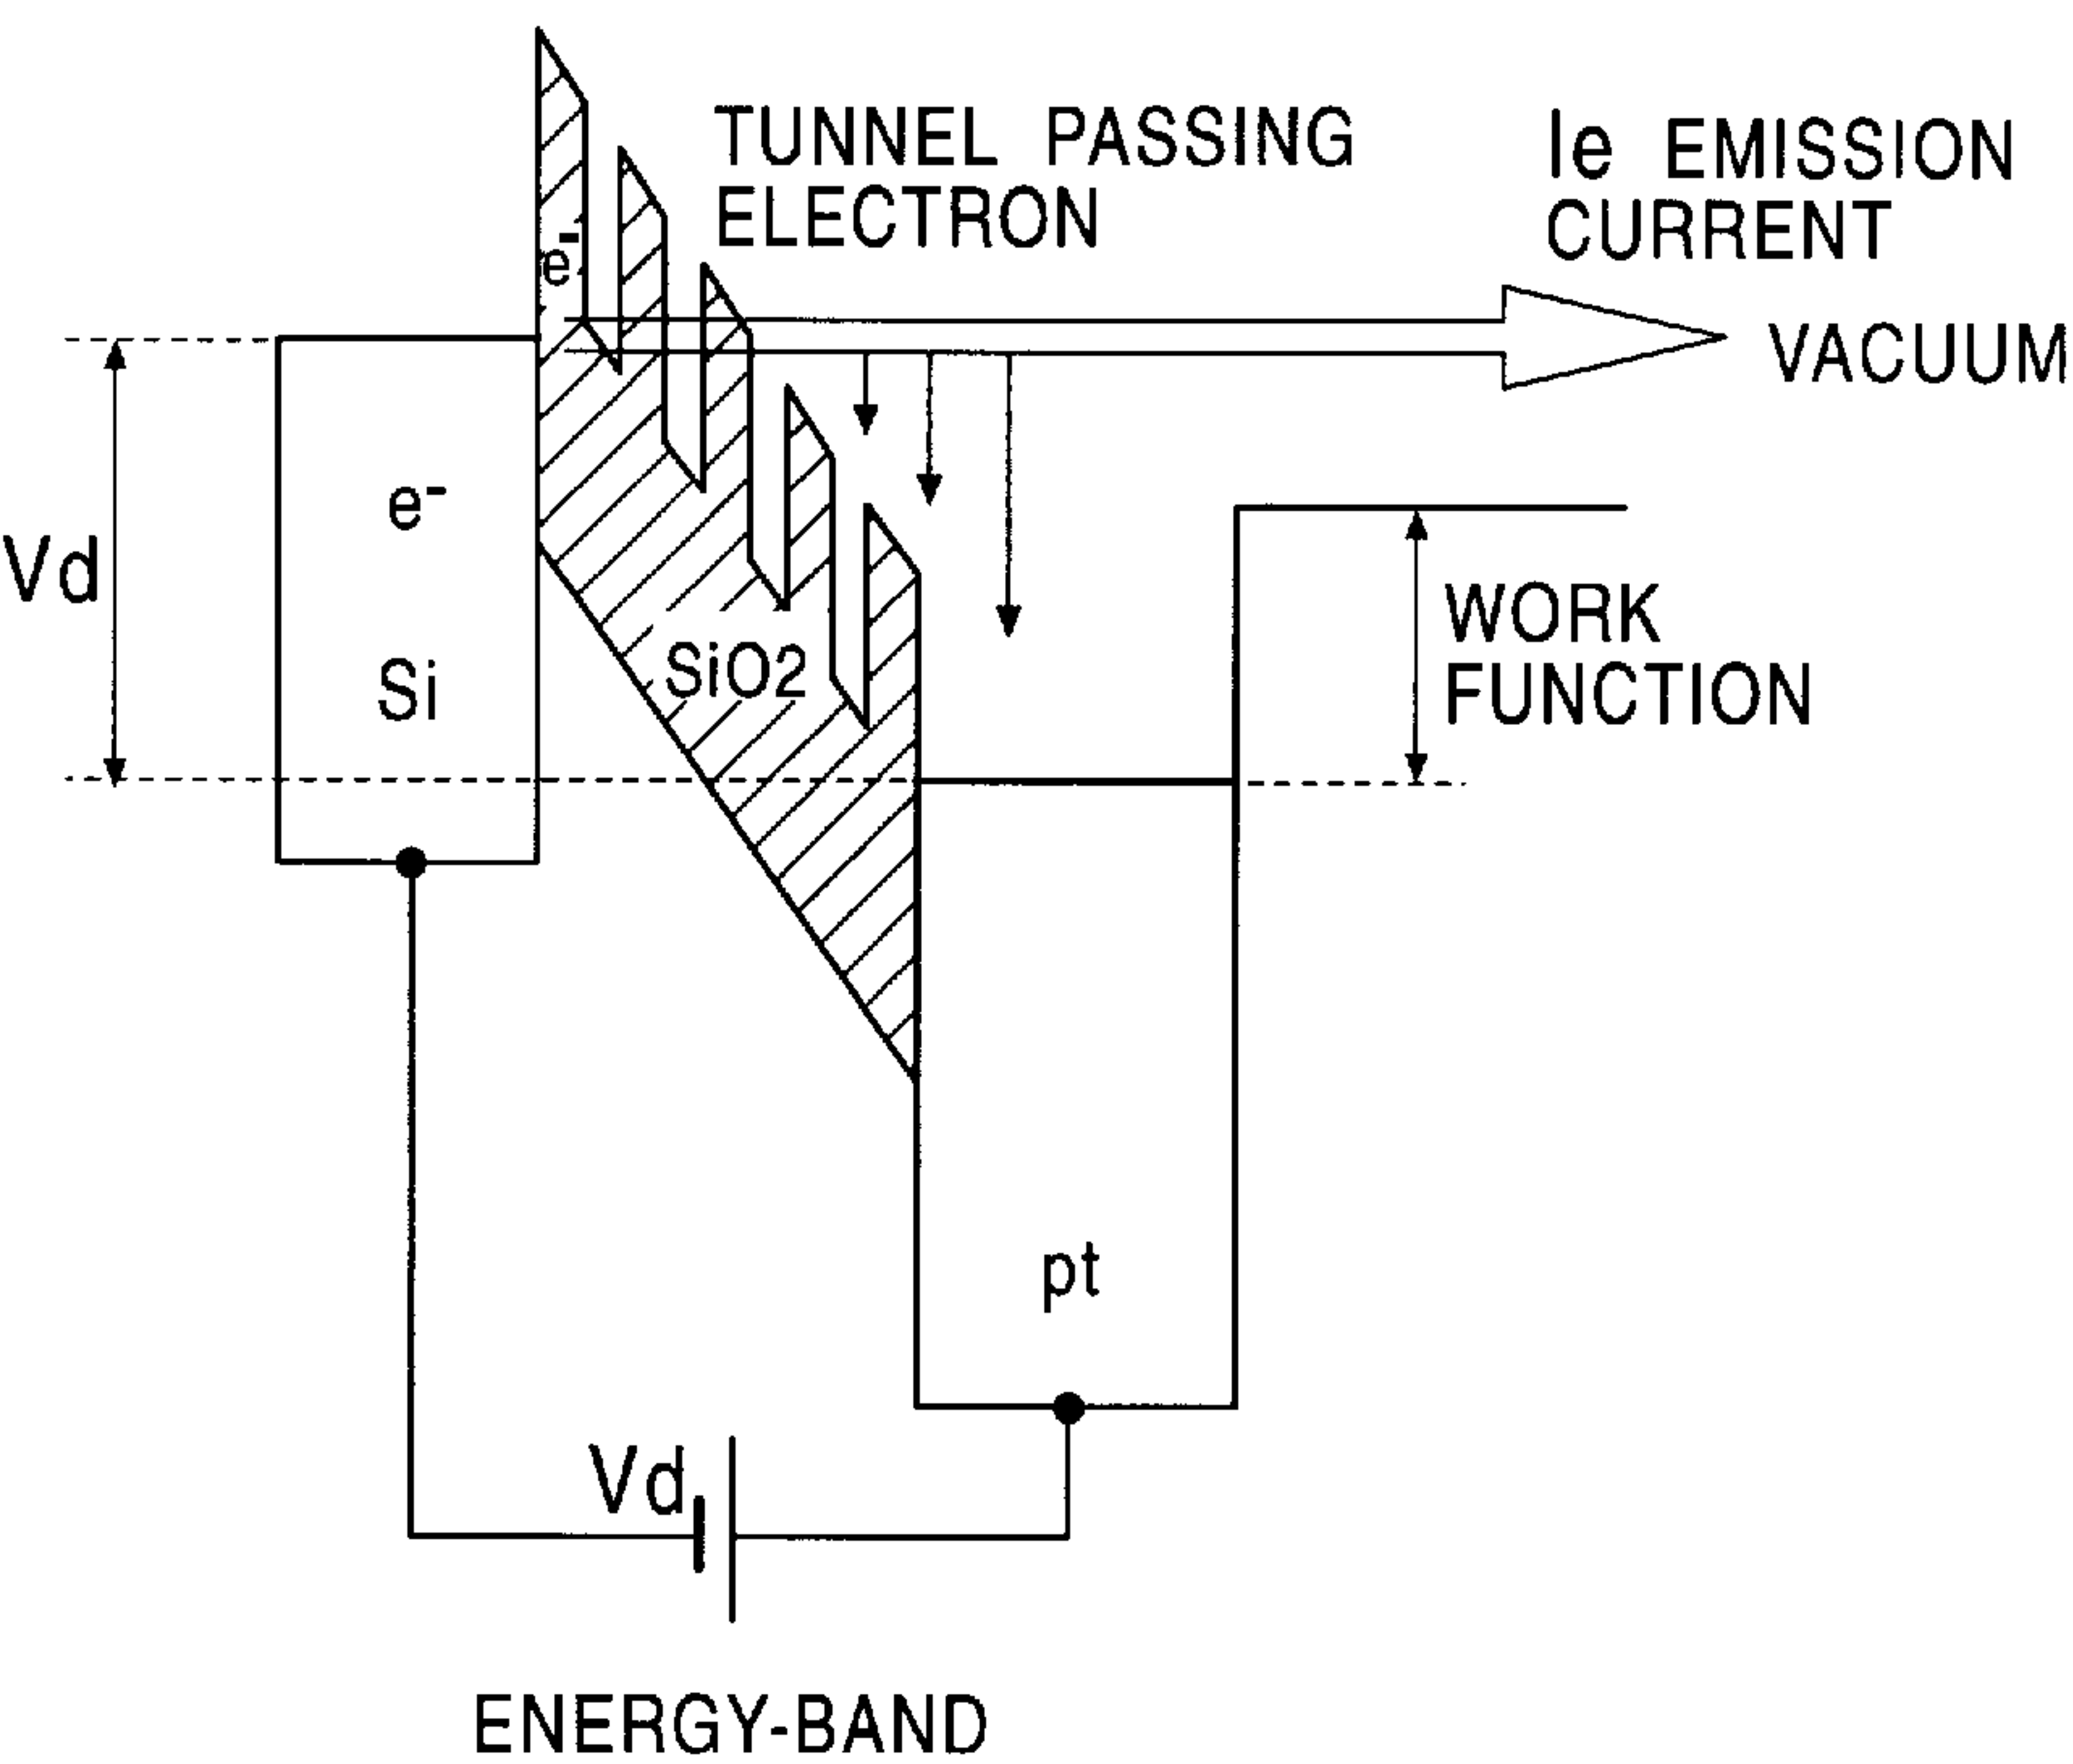 TUNNEL PASSING
ELECTRON
Ie EMISSION
CURRENT
e-
VACUUM
e-
Vd
Si
SiO2
WORK
FUNCTION
pt
Vd
ENERGY-BAND